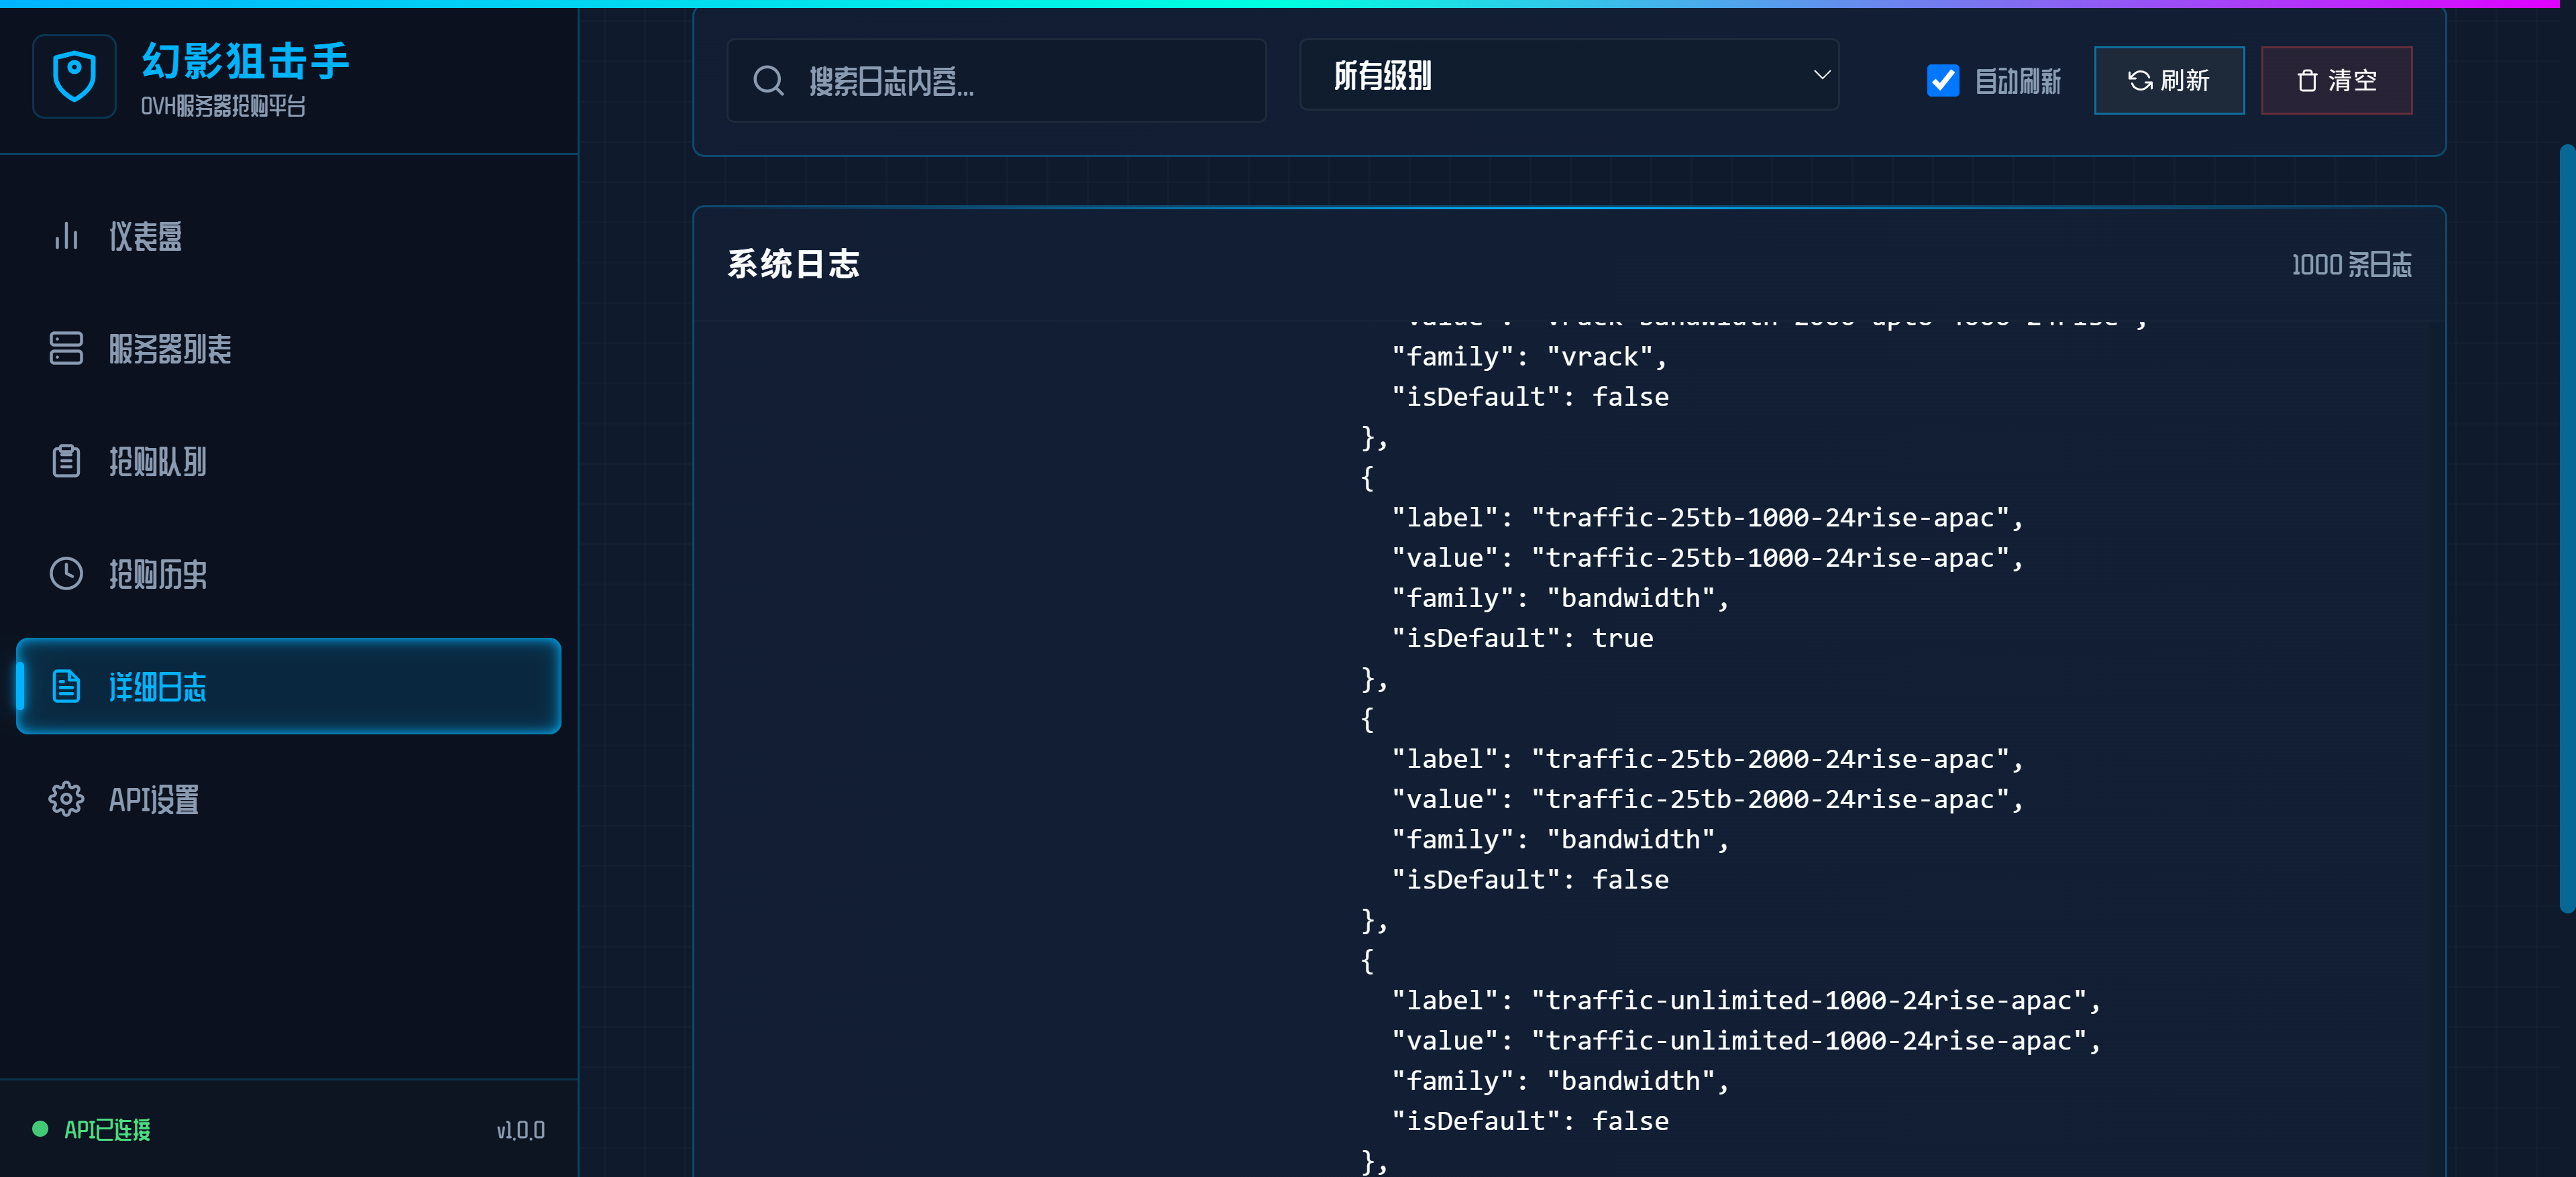 幻影狙击手
OVH服务器抢购平台
仪表盘
服务器列表
抢购队列
抢购历史
详细日志
API设置
API已连接
v1.0.0
搜索日志内容...
所有级别
自动刷新
刷新
清空
系统日志
1000 条日志
"family": "vrack",
"isDefault": false
},
{
"label": "traffic-25tb-1000-24rise-apac",
"value": "traffic-25tb-1000-24rise-apac",
"family": "bandwidth",
"isDefault": true
},
{
"label": "traffic-25tb-2000-24rise-apac",
"value": "traffic-25tb-2000-24rise-apac",
"family": "bandwidth",
"isDefault": false
},
{
"label": "traffic-unlimited-1000-24rise-apac",
"value": "traffic-unlimited-1000-24rise-apac",
"family": "bandwidth",
"isDefault": false
},